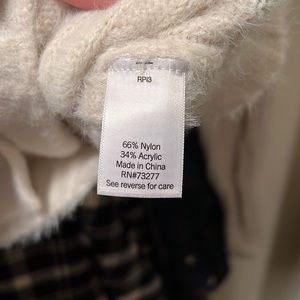 RPI3
66% Nylon
34% Acrylic
Made in China
RN#73277
See reverse for care